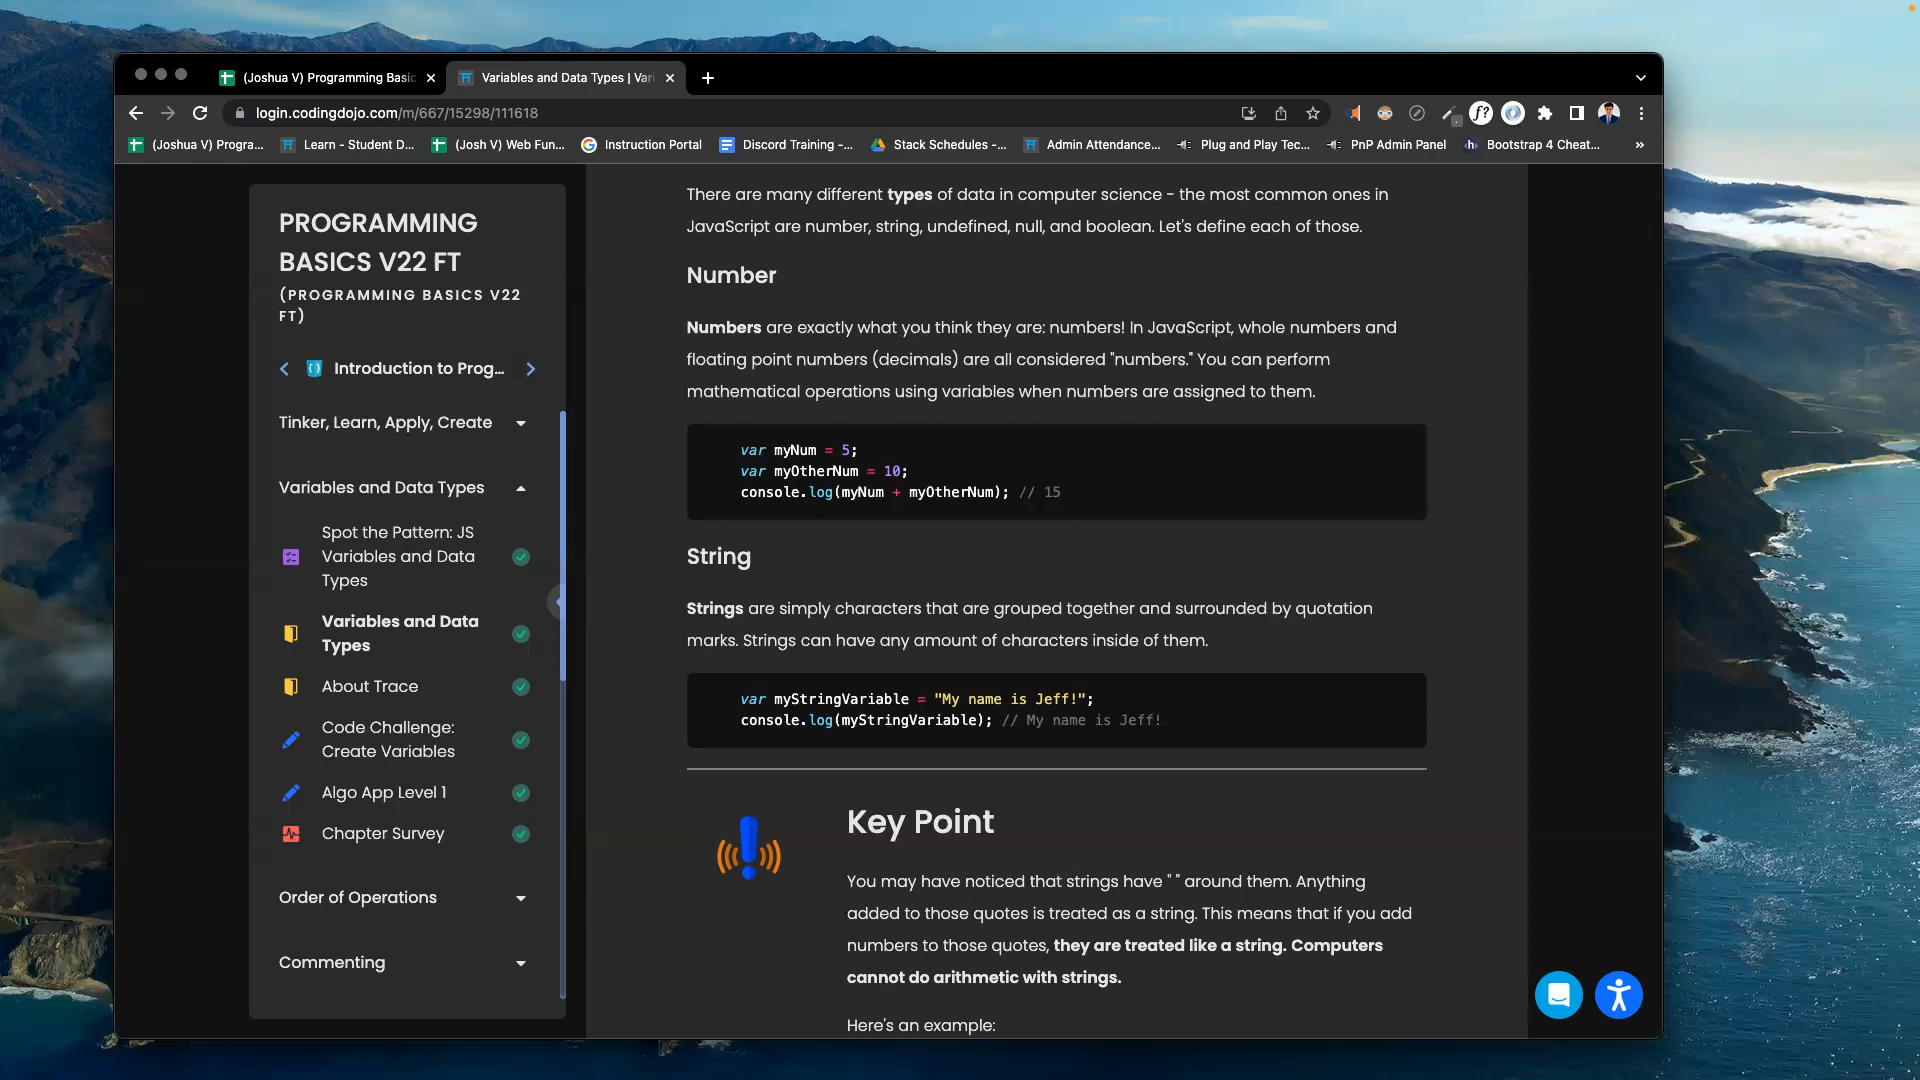 (Joshua V) Programming Basic
Variables and Data Types | Vari
login.codingdojo.com/m/667/15298/111618
(Joshua V) Progra...
Learn - Student D...
(Josh V) Web Fun...
Instruction Portal
Discord Training -...
Stack Schedules -...
Admin Attendance...
Plug and Play Tec...
PnP Admin Panel
Bootstrap 4 Cheat...
»
PROGRAMMING
BASICS V22 FT
(PROGRAMMING BASICS V22
FT)
Introduction to Prog...
Tinker, Learn, Apply, Create
Variables and Data Types
Spot the Pattern: JS
Variables and Data
Types
Variables and Data
Types
About Trace
Code Challenge:
Create Variables
Algo App Level 1
Chapter Survey
Order of Operations
Commenting
There are many different types of data in computer science - the most common ones in
JavaScript are number, string, undefined, null, and boolean. Let's define each of those.
Number
Numbers are exactly what you think they are: numbers! In JavaScript, whole numbers and
floating point numbers (decimals) are all considered "numbers." You can perform
mathematical operations using variables when numbers are assigned to them.
var myNum = 5;
var myOtherNum = 10;
console.log(myNum + myOtherNum); // 15
String
Strings are simply characters that are grouped together and surrounded by quotation
marks. Strings can have any amount of characters inside of them.
var myStringVariable = "My name is Jeff!";
console.log(myStringVariable); // My name is Jeff!
Key Point
You may have noticed that strings have " " around them. Anything
added to those quotes is treated as a string. This means that if you add
numbers to those quotes, they are treated like a string. Computers
cannot do arithmetic with strings.
Here's an example: